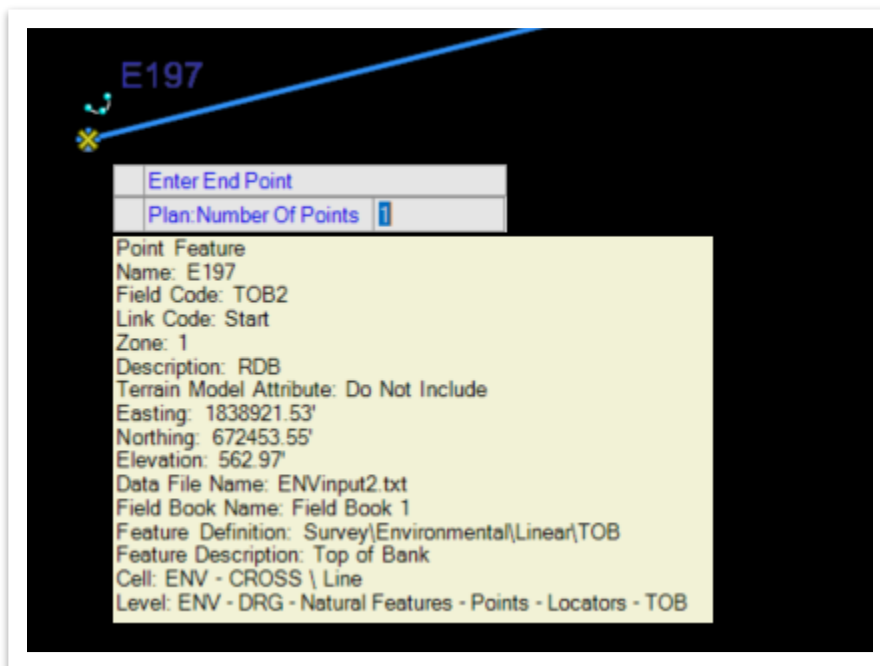 E197
Enter End Point
Plan:Number Of Points 1
Point Feature
Name: E197
Field Code: TOB2
Link Code: Start
Zone: 1
Description: RDB
Terrain Model Attribute: Do Not Include
Easting: 1838921.53'
Northing: 672453.55'
Elevation: 562.97'
Data File Name: ENVinput2.txt
Field Book Name: Field Book 1
Feature Definition: Survey\Environmental\Linear\TOB
Feature Description: Top of Bank
Cell: ENV - CROSS \ Line
Level: ENV - DRG - Natural Features - Points - Locators - TOB